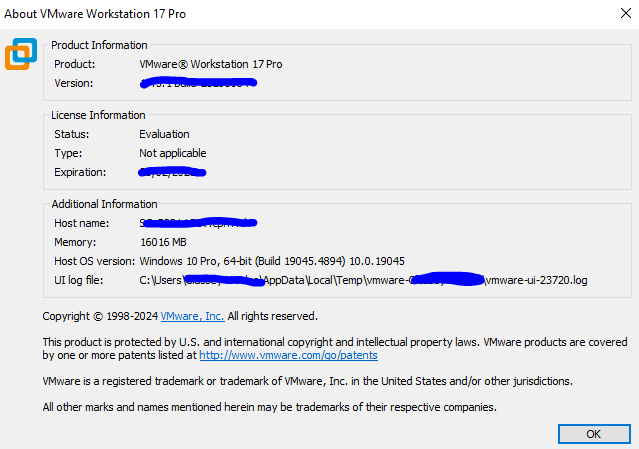 About VMware Workstation 17 Pro
Product Information
Product: VMware® Workstation 17 Pro
Version:
License Information
Status: Evaluation
Type: Not applicable
Expiration:
Additional Information
Host name:
Memory: 16016 MB
Host OS version: Windows 10 Pro, 64-bit (Build 19045.4894) 10.0.19045
UI log file: C:\Users\ \AppData\Local\Temp\vmware- \vmware-ui-23720.log
Copyright © 1998-2024 VMware, Inc. All rights reserved.
This product is protected by U.S. and international copyright and intellectual property laws. VMware products are covered
by one or more patents listed at http://www.vmware.com/go/patents
VMware is a registered trademark or trademark of VMware, Inc. in the United States and/or other jurisdictions.
All other marks and names mentioned herein may be trademarks of their respective companies.
OK